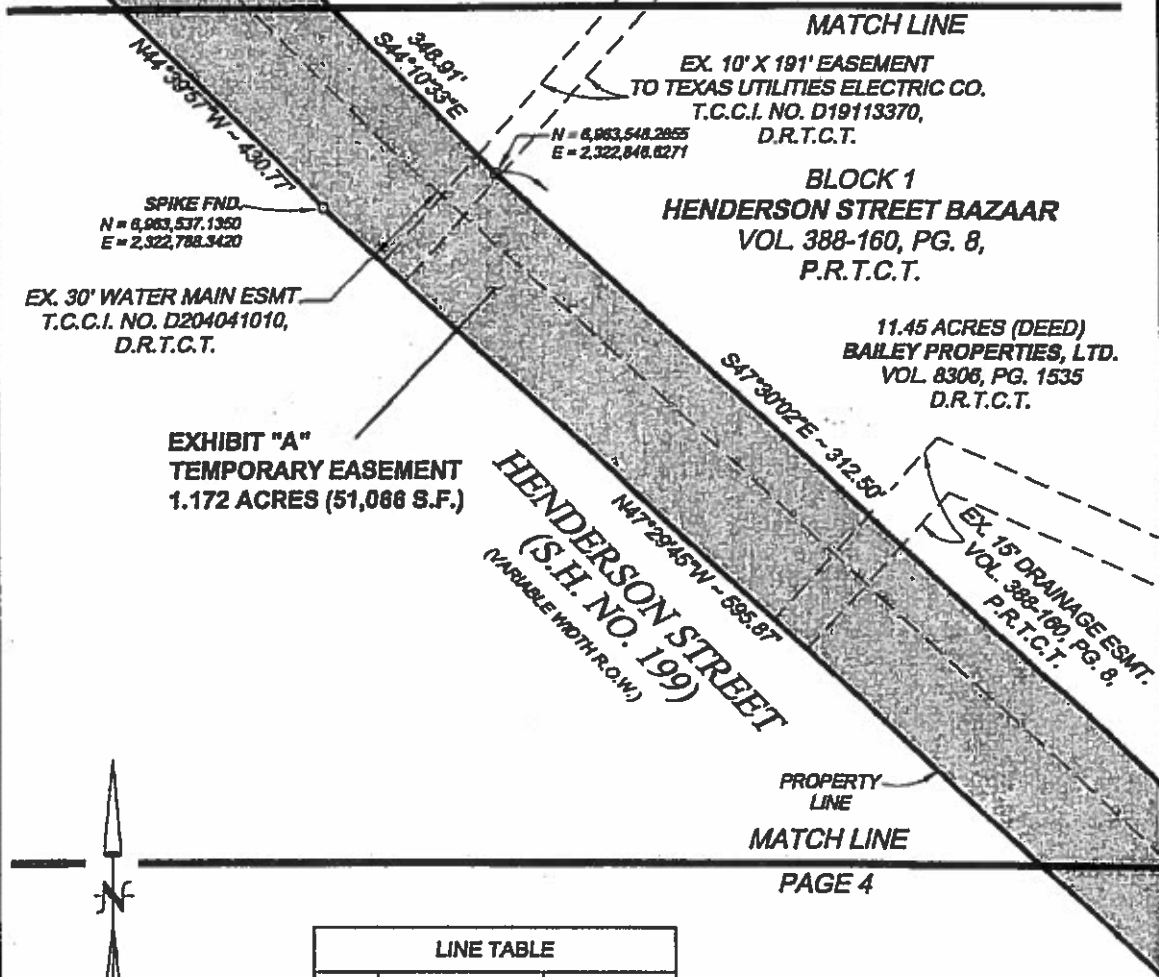 MATCH LINE
348.91'
S44°10'33"E
N44°39'57"W ~ 430.77'
EX. 10' X 191' EASEMENT
TO TEXAS UTILITIES ELECTRIC CO.
T.C.C.I. NO. D19113370,
D.R.T.C.T.
N = 6,963,548.2855
E = 2,322,846.6271
SPIKE FND.
N = 6,963,537.1350
E = 2,322,788.3420
BLOCK 1
HENDERSON STREET BAZAAR
VOL. 388-160, PG. 8,
P.R.T.C.T.
EX. 30' WATER MAIN ESMT.
T.C.C.I. NO. D204041010,
D.R.T.C.T.
11.45 ACRES (DEED)
BAILEY PROPERTIES, LTD.
VOL. 8306, PG. 1535
D.R.T.C.T.
S47°30'02"E ~ 312.50'
EXHIBIT "A"
TEMPORARY EASEMENT
1.172 ACRES (51,066 S.F.)
HENDERSON STREET
(S.H. NO. 199)
(VARIABLE WIDTH R.O.W.)
N47°29'45"W ~ 595.87'
EX. 15' DRAINAGE ESMT.
VOL. 388-160, PG. 8,
P.R.T.C.T.
PROPERTY
LINE
MATCH LINE
PAGE 4
N
LINE TABLE